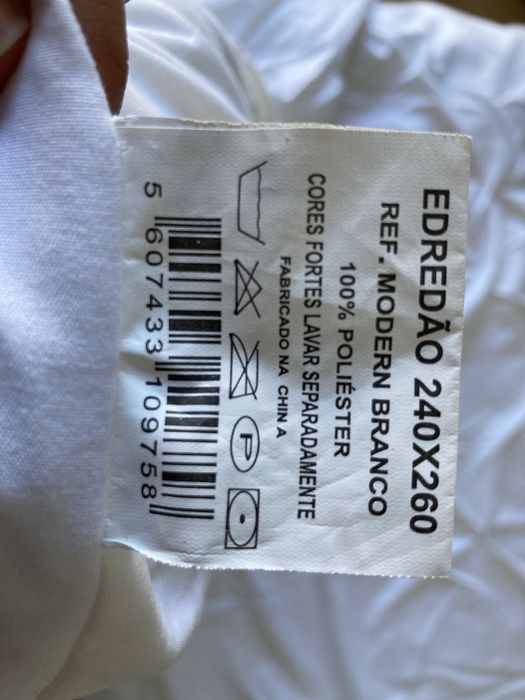 EDREDÃO 240X260
REF. MODERN BRANCO
100% POLIÉSTER
CORES FORTES LAVAR SEPARADAMENTE
FABRICADO NA CHINA
P
5 607433 109758